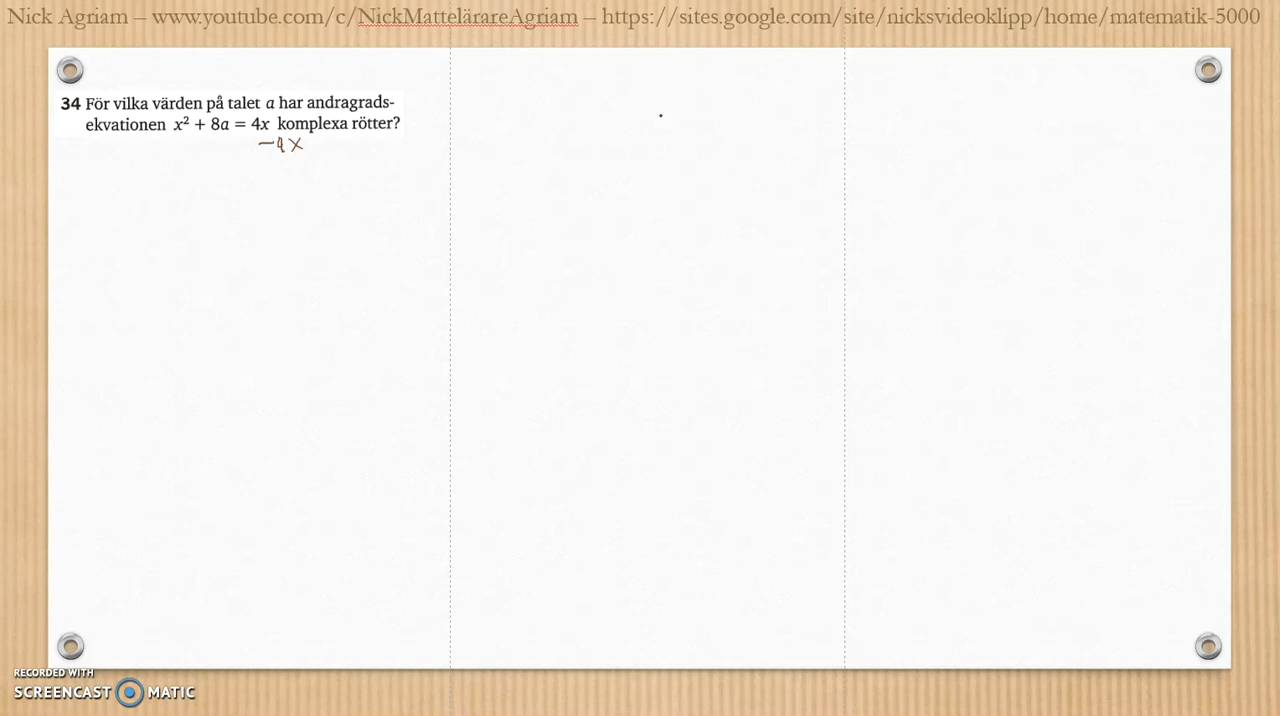 Nick Agriam – www.youtube.com/c/NickMattelärareAgriam – https://sites.google.com/site/nicksvideoklipp/home/matematik-5000
34 För vilka värden på talet a har andragrads-
ekvationen x² + 8a = 4x komplexa rötter?
−4x
RECORDED WITH
SCREENCAST MATIC